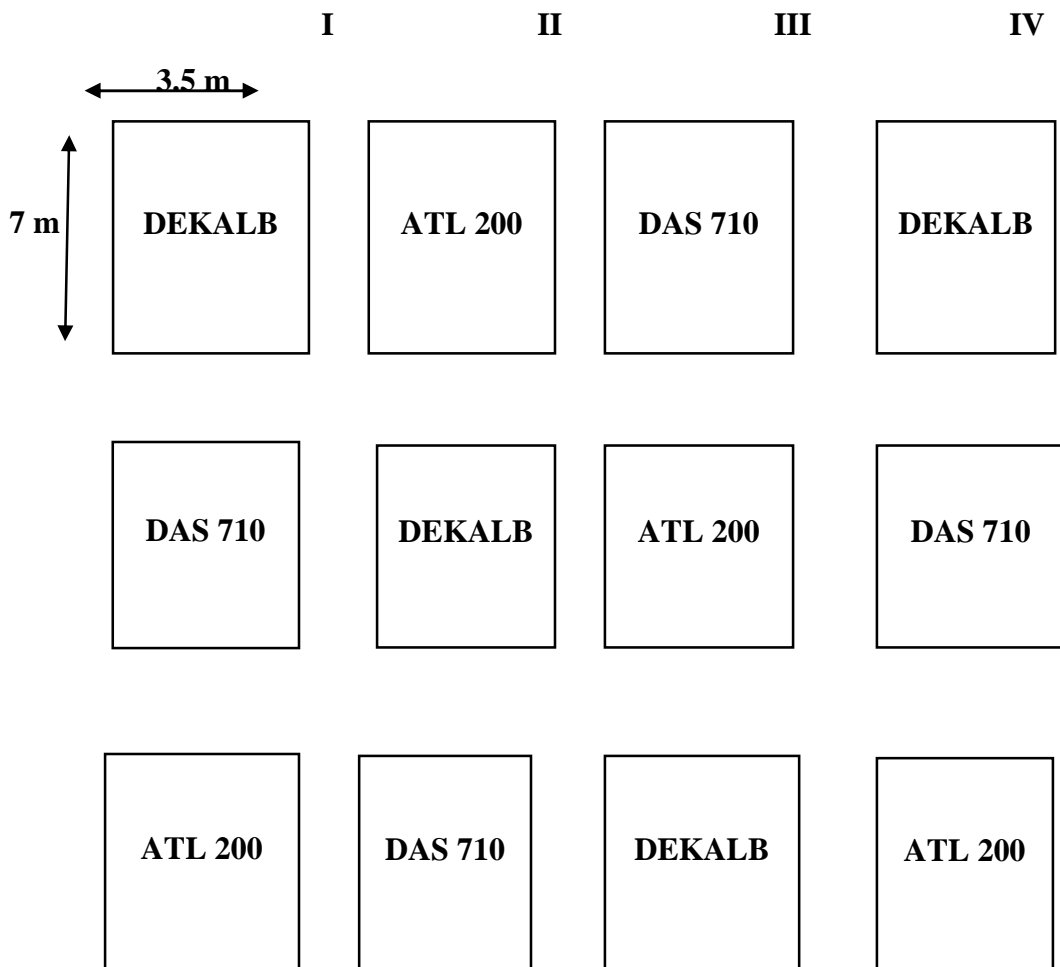 I II III IV
3.5 m
7 m DEKALB ATL 200 DAS 710 DEKALB
DAS 710 DEKALB ATL 200 DAS 710
ATL 200 DAS 710 DEKALB ATL 200